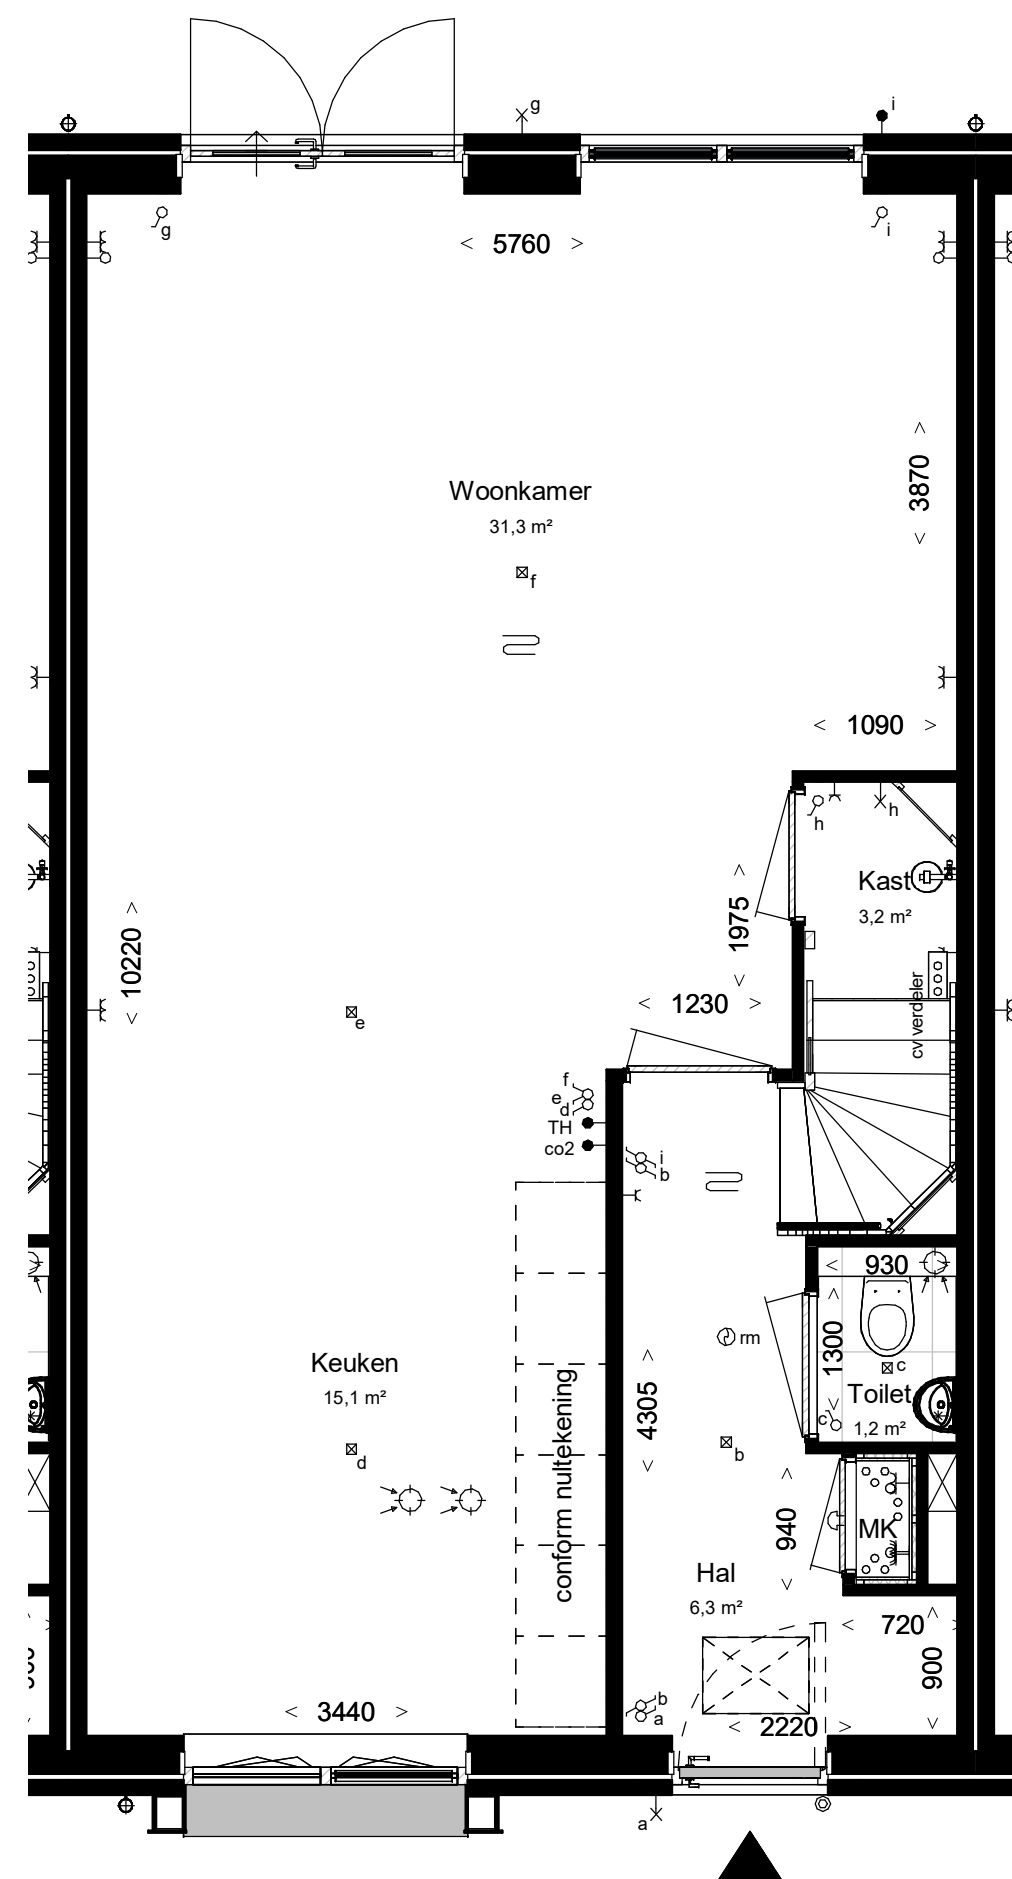 g
i
g
i
5760
3870
Woonkamer
31,3 m²
f
1090
h
h
Kast
3,2 m²
1975
10220
1230
cv verdeler
e
f
e
d
TH
co2
i
b
930
rm
1300
c
Keuken
15,1 m²
Toilet
c
1,2 m²
4305
conform nultekening
d
b
940
MK
Hal
6,3 m²
720
900
b
a
3440
2220
a